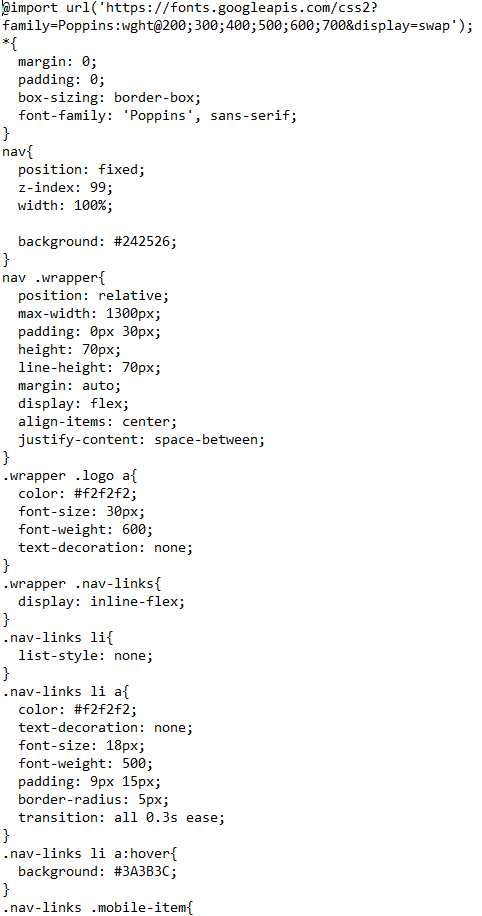 @import url('https://fonts.googleapis.com/css2?
family=Poppins:wght@200;300;400;500;600;700&display=swap');
*{
  margin: 0;
  padding: 0;
  box-sizing: border-box;
  font-family: 'Poppins', sans-serif;
}
nav{
  position: fixed;
  z-index: 99;
  width: 100%;

  background: #242526;
}
nav .wrapper{
  position: relative;
  max-width: 1300px;
  padding: 0px 30px;
  height: 70px;
  line-height: 70px;
  margin: auto;
  display: flex;
  align-items: center;
  justify-content: space-between;
}
.wrapper .logo a{
  color: #f2f2f2;
  font-size: 30px;
  font-weight: 600;
  text-decoration: none;
}
.wrapper .nav-links{
  display: inline-flex;
}
.nav-links li{
  list-style: none;
}
.nav-links li a{
  color: #f2f2f2;
  text-decoration: none;
  font-size: 18px;
  font-weight: 500;
  padding: 9px 15px;
  border-radius: 5px;
  transition: all 0.3s ease;
}
.nav-links li a:hover{
  background: #3A3B3C;
}
.nav-links .mobile-item{